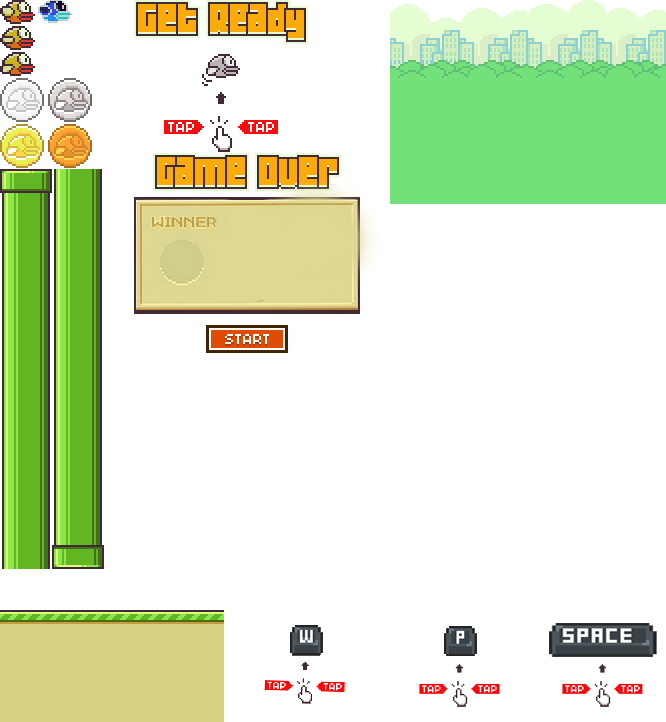 Get Ready
TAP TAP
Game Over
WINNER
START
W P SPACE
TAP TAP TAP TAP TAP TAP